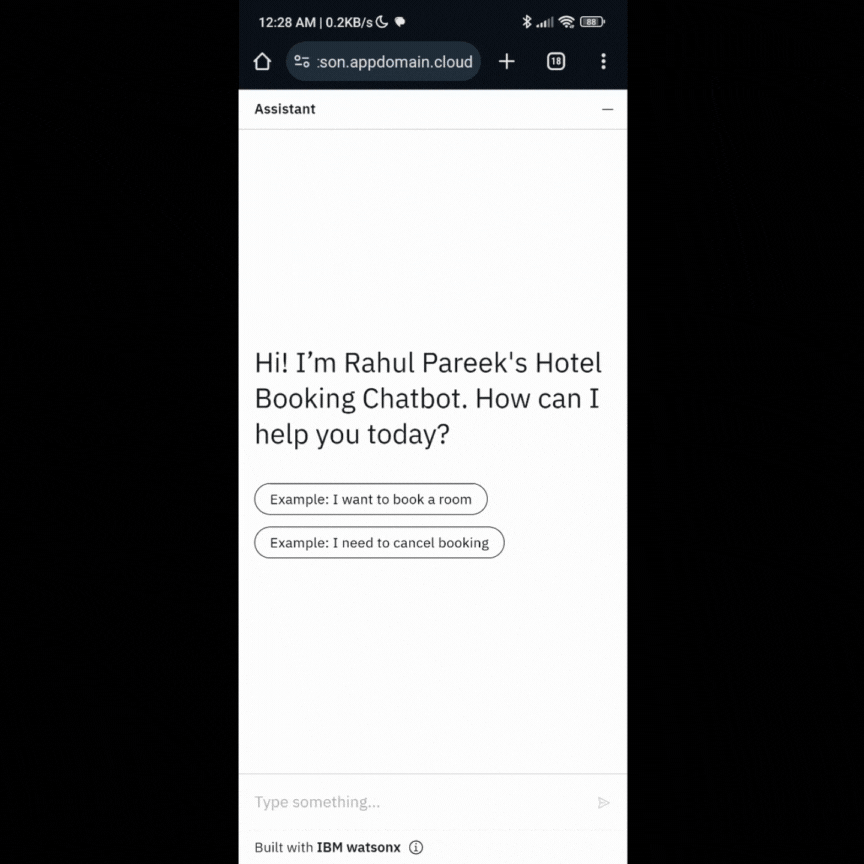 12:28 AM | 0.2KB/s 88
:son.appdomain.cloud 18
Assistant
Hi! I’m Rahul Pareek's Hotel
Booking Chatbot. How can I
help you today?
Example: I want to book a room
Example: I need to cancel booking
Type something...
Built with IBM watsonx